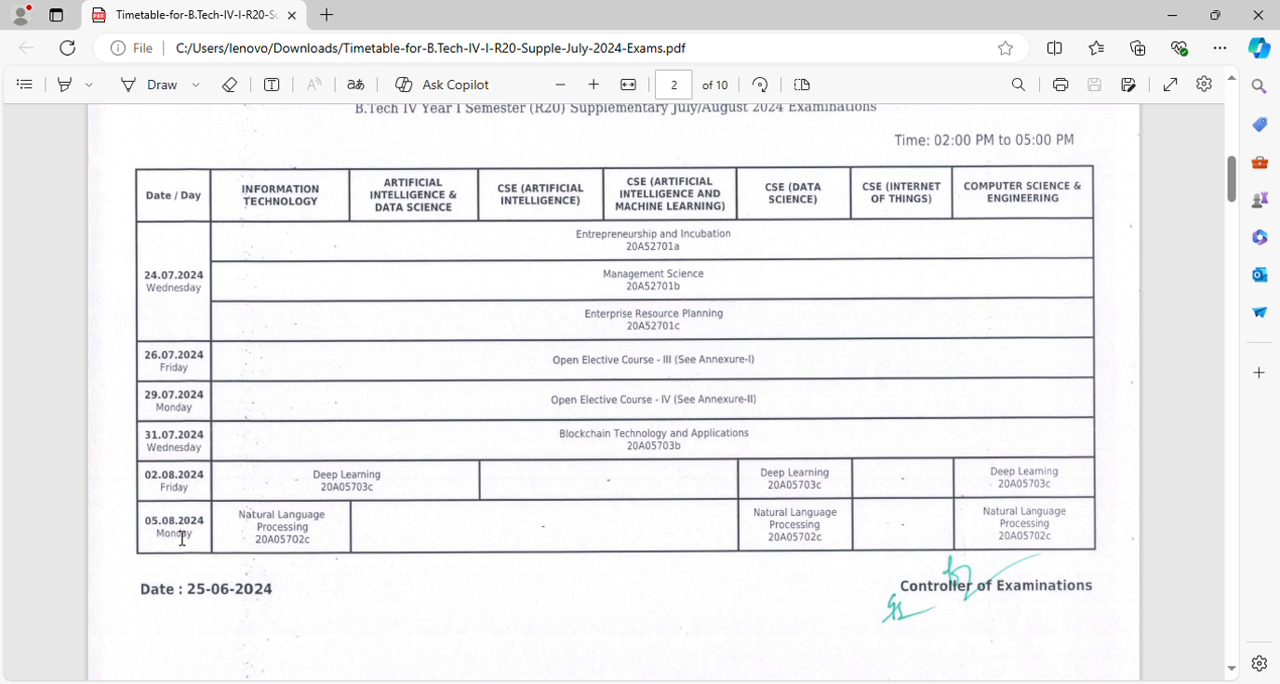 Timetable-for-B.Tech-IV-I-R20-S
File
C:/Users/lenovo/Downloads/Timetable-for-B.Tech-IV-I-R20-Supple-July-2024-Exams.pdf
Draw
Ask Copilot
2 of 10
B.Tech IV Year I Semester (R20) Supplementary July/August 2024 Examinations
Time: 02:00 PM to 05:00 PM
Date / Day
INFORMATION
TECHNOLOGY
ARTIFICIAL
INTELLIGENCE &
DATA SCIENCE
CSE (ARTIFICIAL
INTELLIGENCE)
CSE (ARTIFICIAL
INTELLIGENCE AND
MACHINE LEARNING)
CSE (DATA
SCIENCE)
CSE (INTERNET
OF THINGS)
COMPUTER SCIENCE &
ENGINEERING
24.07.2024
Wednesday
Entrepreneurship and Incubation
20A52701a
Management Science
20A52701b
Enterprise Resource Planning
20A52701c
26.07.2024
Friday
Open Elective Course - III (See Annexure-I)
29.07.2024
Monday
Open Elective Course - IV (See Annexure-II)
31.07.2024
Wednesday
Blockchain Technology and Applications
20A05703b
02.08.2024
Friday
Deep Learning
20A05703c
-
Deep Learning
20A05703c
-
Deep Learning
20A05703c
05.08.2024
Monday
Natural Language
Processing
20A05702c
-
Natural Language
Processing
20A05702c
-
Natural Language
Processing
20A05702c
Date : 25-06-2024
Controller of Examinations